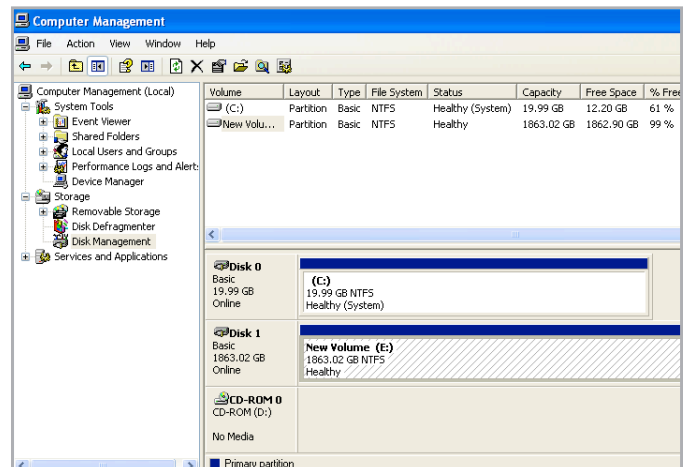 Computer Management
File Action View Window Help
Computer Management (Local)
System Tools
Event Viewer
Shared Folders
Local Users and Groups
Performance Logs and Alert:
Device Manager
Storage
Removable Storage
Disk Defragmenter
Disk Management
Services and Applications
Volume Layout Type File System Status Capacity Free Space % Free
(C:) Partition Basic NTFS Healthy (System) 19.99 GB 12.20 GB 61 %
New Volu... Partition Basic NTFS Healthy 1863.02 GB 1862.90 GB 99 %
Disk 0
Basic
19.99 GB
Online
(C:)
19.99 GB NTFS
Healthy (System)
Disk 1
Basic
1863.02 GB
Online
New Volume (E:)
1863.02 GB NTFS
Healthy
CD-ROM 0
CD-ROM (D:)
No Media
Primary partition